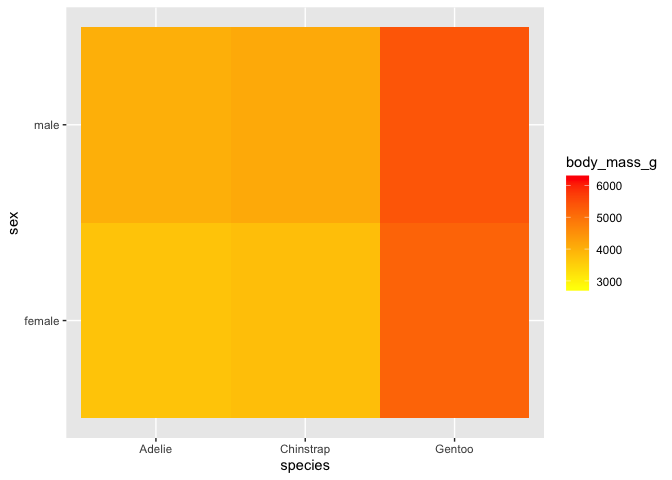 sex
male
female
Adelie
Chinstrap
Gentoo
species
body_mass_g
6000
5000
4000
3000